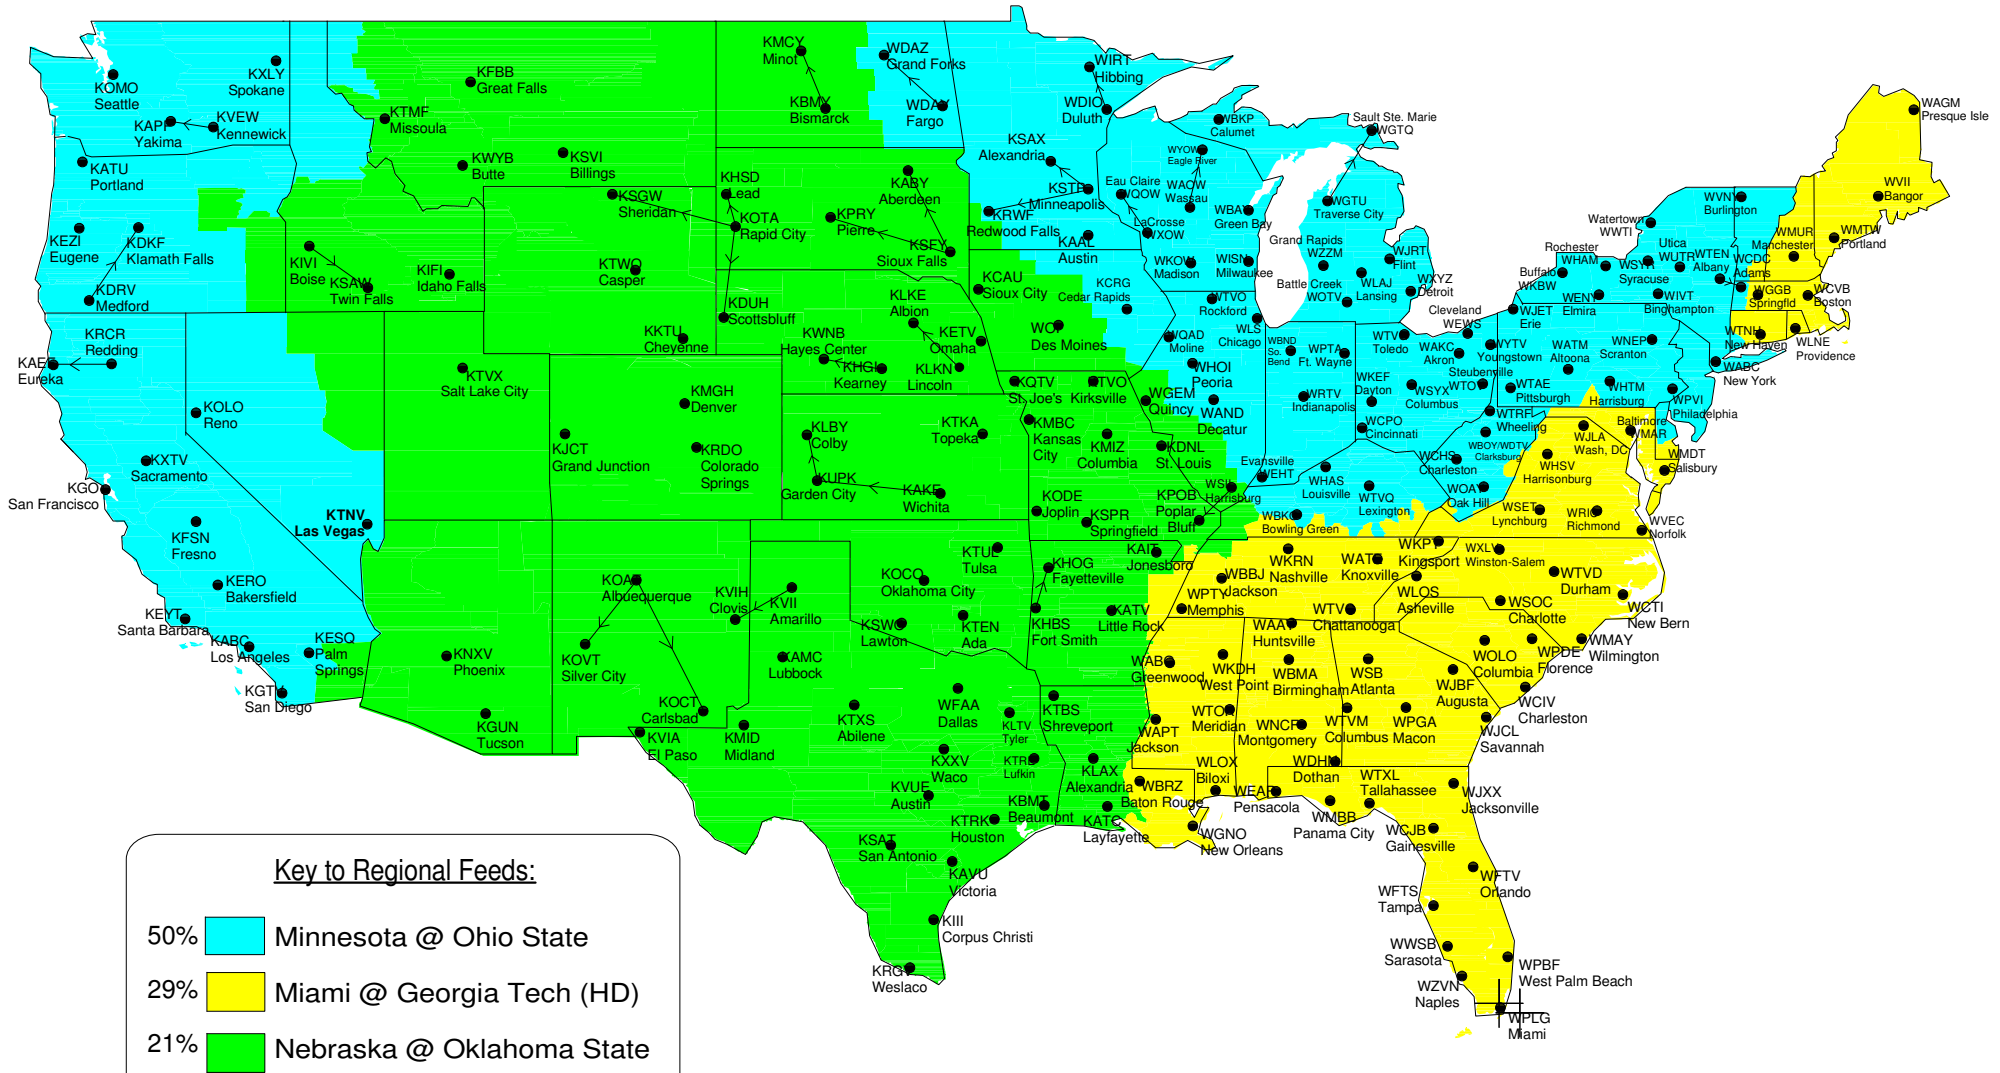 KOMO
Seattle
KXLY
Spokane
KAPP
Yakima
KVEW
Kennewick
KATU
Portland
KEZI
Eugene
KDKF
Klamath Falls
KDRV
Medford
KTMF
Missoula
KFBB
Great Falls
KWYB
Butte
KSVI
Billings
KIVI
Boise
KSAW
Twin Falls
KIFI
Idaho Falls
KSGW
Sheridan
KTWO
Casper
KKTU
Cheyenne
KMCY
Minot
KBMY
Bismarck
WDAZ
Grand Forks
WDAY
Fargo
KHSD
Lead
KOTA
Rapid City
KPRY
Pierre
KABY
Aberdeen
KSFY
Sioux Falls
KDUH
Scottsbluff
KLKE
Albion
KWNB
Hayes Center
KHGI
Kearney
KETV
Omaha
KLKN
Lincoln
KCAU
Sioux City
WOI
Des Moines
KCRG
Cedar Rapids
WIRT
Hibbing
WDIO
Duluth
KSAX
Alexandria
KSTP
Minneapolis
KRWF
Redwood Falls
KAAL
Austin
WBKP
Calumet
WYOW
Eagle River
Eau Claire
WQOW
WAOW
Wassau
LaCrosse
WXOW
WBAY
Green Bay
WKOW
Madison
WISN
Milwaukee
Sault Ste. Marie
WGTQ
WGTU
Traverse City
Grand Rapids
WZZM
Battle Creek
WOTV
WLAJ
Lansing
WJRT
Flint
WXYZ
Detroit
WTVO
Rockford
WLS
Chicago
WQAD
Moline
WHOI
Peoria
WAND
Decatur
WGEM
Quincy
WBND
So.
Bend
WPTA
Ft. Wayne
WRTV
Indianapolis
Evansville
WEHT
WSIL
Harrisburg
Cleveland
WEWS
WTVG
Toledo
WAKC
Akron
WYTV
Youngstown
Steubenville
WTOV
WKEF
Dayton
WSYX
Columbus
WCPO
Cincinnati
WHAS
Louisville
WTVQ
Lexington
WBKO
Bowling Green
WCHS
Charleston
WOAY
Oak Hill
WBOY/WDTV
Clarksburg
WTRF
Wheeling
WTAE
Pittsburgh
WJET
Erie
WATM
Altoona
WNEP
Scranton
WHTM
Harrisburg
WPVI
Philadelphia
WABC
New York
Buffalo
WKBW
Rochester
WHAM
WENY
Elmira
WSYR
Syracuse
Utica
WUTR
Watertown
WWTI
WIVT
Binghampton
WTEN
Albany
WVNY
Burlington
WCDC
Adams
WGGB
Springfld
WMUR
Manchester
WCVB
Boston
WTNH
New Haven
WLNE
Providence
WMTW
Portland
WVII
Bangor
WAGM
Presque Isle
KRCR
Redding
KAEF
Eureka
KOLO
Reno
KXTV
Sacramento
KGO
San Francisco
KTNV
Las Vegas
KFSN
Fresno
KERO
Bakersfield
KEYT
Santa Barbara
KABC
Los Angeles
KESQ
Palm
Springs
KGTV
San Diego
KTVX
Salt Lake City
KMGH
Denver
KJCT
Grand Junction
KRDO
Colorado
Springs
KNXV
Phoenix
KGUN
Tucson
KOAT
Albuequerque
KOVT
Silver City
KOCT
Carlsbad
KVIH
Clovis
KVII
Amarillo
KVIA
El Paso
KMID
Midland
KAMC
Lubbock
KTXS
Abilene
WFAA
Dallas
KXXV
Waco
KVUE
Austin
KSAT
San Antonio
KTRK
Houston
KAVU
Victoria
KIII
Corpus Christi
KRGV
Weslaco
KLTV
Tyler
KTRE
Lufkin
KBMT
Beaumont
KLBY
Colby
KUPK
Garden City
KAKE
Wichita
KTKA
Topeka
KQTV
St. Joe's
KTVO
Kirksville
KMBC
Kansas
City
KMIZ
Columbia
KDNL
St. Louis
KODE
Joplin
KSPR
Springfield
KPOB
Poplar
Bluff
KOCO
Oklahoma City
KTUL
Tulsa
KSWO
Lawton
KTEN
Ada
KHOG
Fayetteville
KHBS
Fort Smith
KAIT
Jonesboro
KATV
Little Rock
KTBS
Shreveport
KLAX
Alexandria
KATC
Layfayette
WBRZ
Baton Rouge
WGNO
New Orleans
WABG
Greenwood
WKDH
West Point
WTOK
Meridian
WAPT
Jackson
WLOX
Biloxi
WPTY
Memphis
WBBJ
Jackson
WKRN
Nashville
WATE
Knoxville
WKPT
Kingsport
WTVC
Chattanooga
WAAY
Huntsville
WBMA
Birmingham
WNCF
Montgomery
WDHN
Dothan
WEAR
Pensacola
WSB
Atlanta
WTVM
Columbus
WPGA
Macon
WJBF
Augusta
WJCL
Savannah
WTXL
Tallahassee
WMBB
Panama City
WJXX
Jacksonville
WCJB
Gainesville
WFTV
Orlando
WFTS
Tampa
WWSB
Sarasota
WZVN
Naples
WPBF
West Palm Beach
WPLG
Miami
WLOS
Asheville
WSOC
Charlotte
WXLV
Winston-Salem
WTVD
Durham
WCTI
New Bern
WMAY
Wilmington
WOLO
Columbia
WPDE
Florence
WCIV
Charleston
WHSV
Harrisonburg
WJLA
Wash, DC
Baltimore
WMAR
WMDT
Salisbury
WSET
Lynchburg
WRIC
Richmond
WVEC
Norfolk
Key to Regional Feeds:
50% Minnesota @ Ohio State
29% Miami @ Georgia Tech (HD)
21% Nebraska @ Oklahoma State